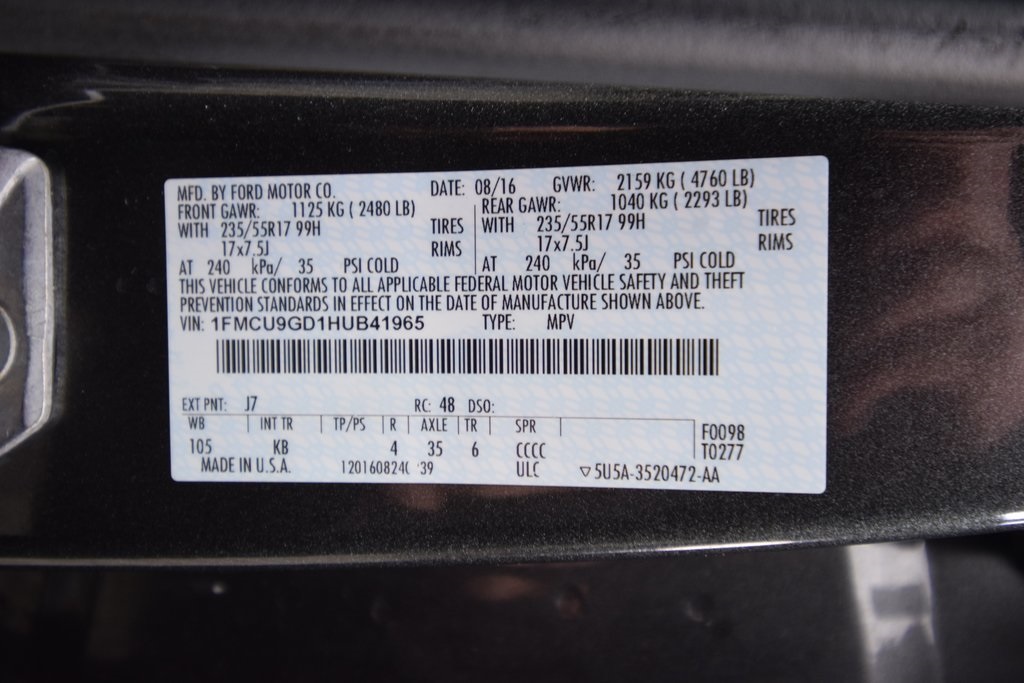 MFD. BY FORD MOTOR CO. DATE: 08/16 GVWR: 2159 KG ( 4760 LB)
FRONT GAWR: 1125 KG ( 2480 LB) REAR GAWR: 1040 KG ( 2293 LB)
WITH 235/55R17 99H TIRES WITH 235/55R17 99H TIRES
17x7.5J RIMS 17x7.5J RIMS
AT 240 kPa/ 35 PSI COLD AT 240 kPa/ 35 PSI COLD
THIS VEHICLE CONFORMS TO ALL APPLICABLE FEDERAL MOTOR VEHICLE SAFETY AND THEFT
PREVENTION STANDARDS IN EFFECT ON THE DATE OF MANUFACTURE SHOWN ABOVE.
VIN: 1FMCU9GD1HUB41965 TYPE: MPV
EXT PNT: J7 RC: 48 DSO:
WB INT TR TP/PS R AXLE TR SPR F0098
105 KB 4 35 6 CCCC T0277
MADE IN U.S.A. 120160824 39 ULC 5U5A-3520472-AA